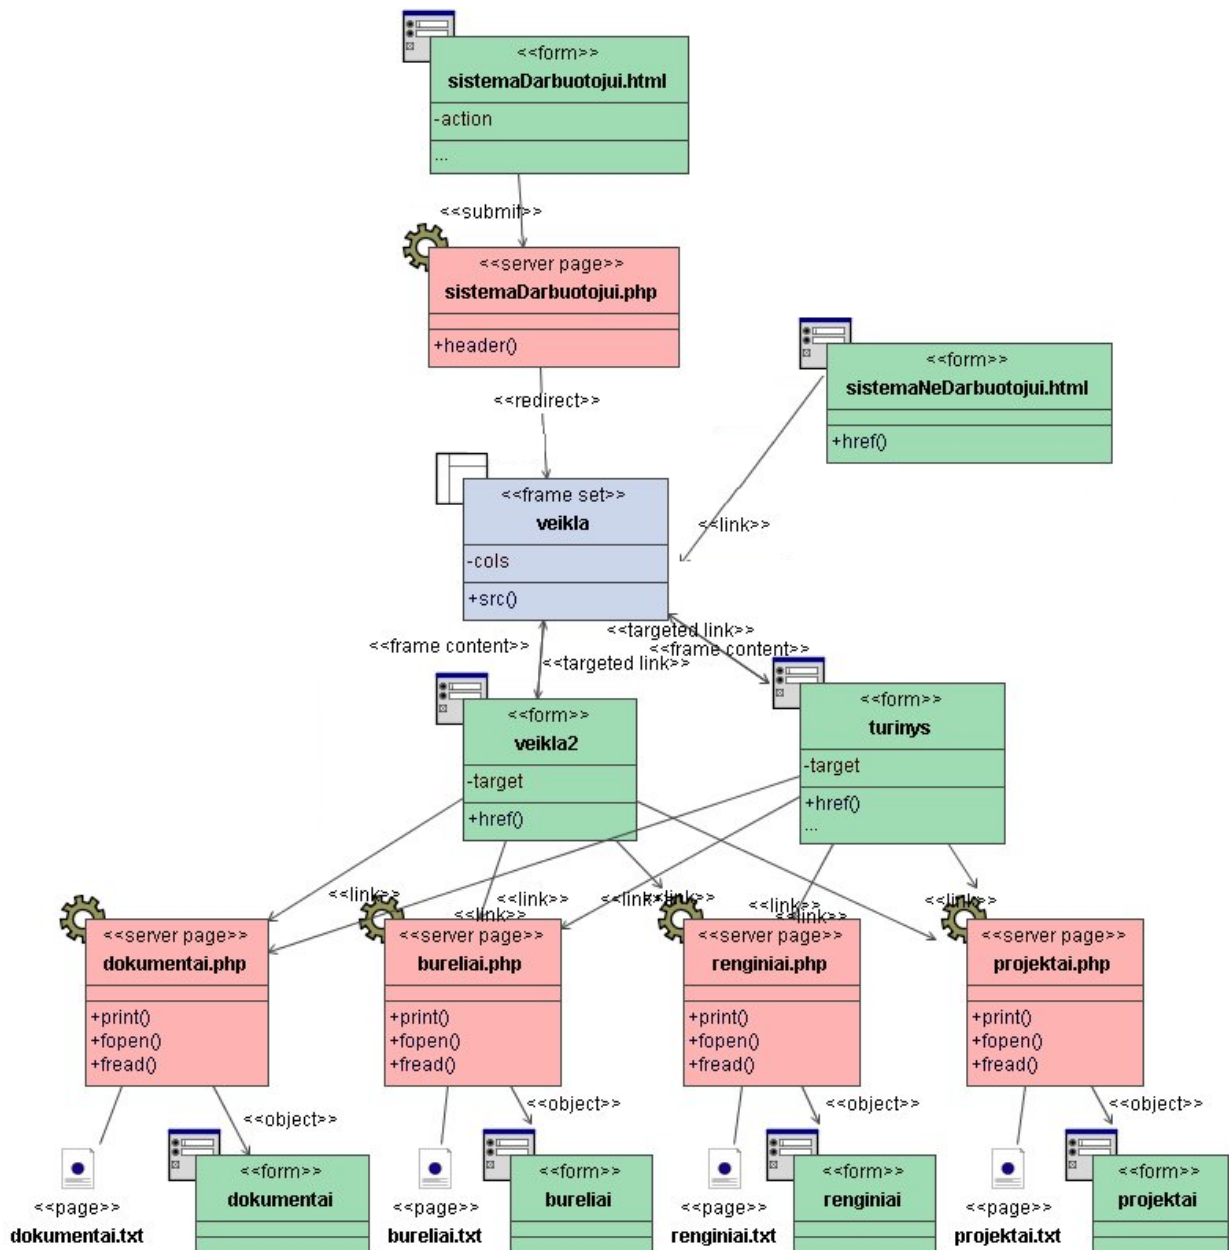 <<form>>
sistemaDarbuotojui.html
-action
...
<<submit>>
<<server page>>
sistemaDarbuotojui.php
+header()
<<redirect>>
<<form>>
sistemaNeDarbuotojui.html
+href()
<<link>>
<<frame set>>
veikla
-cols
+src()
<<frame content>>
<<targeted link>>
<<targeted link>>
<<frame content>>
<<form>>
veikla2
-target
+href()
<<form>>
turinys
-target
+href()
...
<<link>>
<<link>>
<<link>>
<<link>>
<<link>>
<<link>>
<<link>>
<<link>>
<<server page>>
dokumentai.php
+print()
+fopen()
+fread()
<<server page>>
bureliai.php
+print()
+fopen()
+fread()
<<server page>>
renginiai.php
+print()
+fopen()
+fread()
<<server page>>
projektai.php
+print()
+fopen()
+fread()
<<object>>
<<object>>
<<object>>
<<object>>
<<page>>
dokumentai.txt
<<form>>
dokumentai
<<page>>
bureliai.txt
<<form>>
bureliai
<<page>>
renginiai.txt
<<form>>
renginiai
<<page>>
projektai.txt
<<form>>
projektai